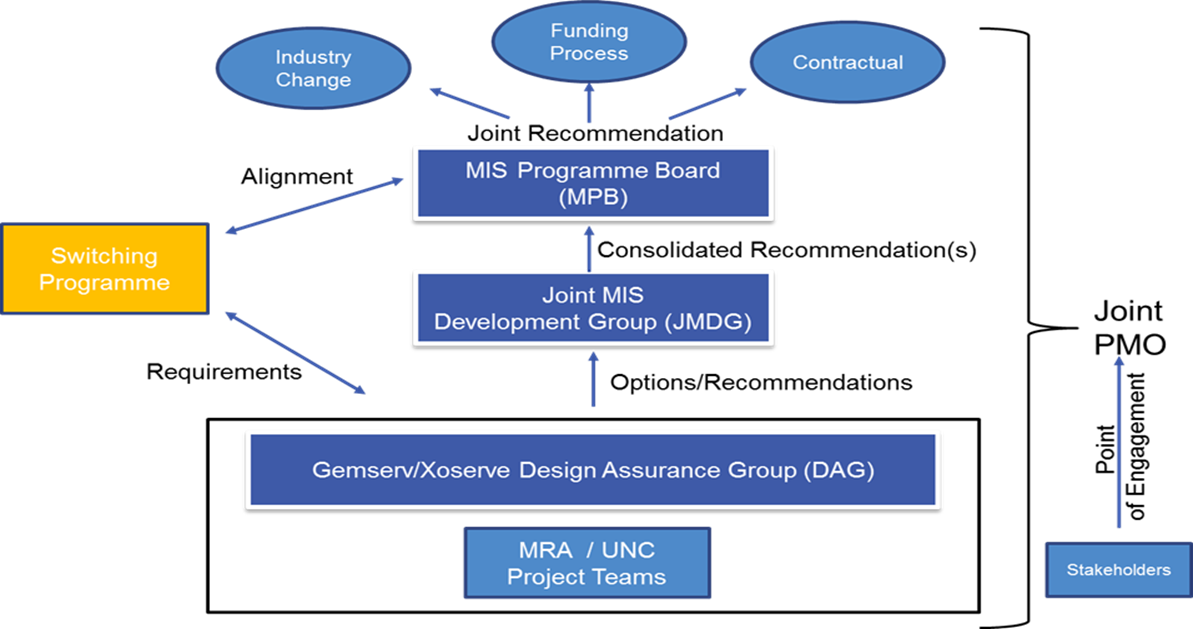 Industry
Change
Funding
Process
Contractual
Joint Recommendation
MIS Programme Board
(MPB)
Alignment
Switching
Programme
Consolidated Recommendation(s)
Joint MIS
Development Group (JMDG)
Joint
PMO
Requirements
Options/Recommendations
Point
of Engagement
Gemserv/Xoserve Design Assurance Group (DAG)
MRA / UNC
Project Teams
Stakeholders